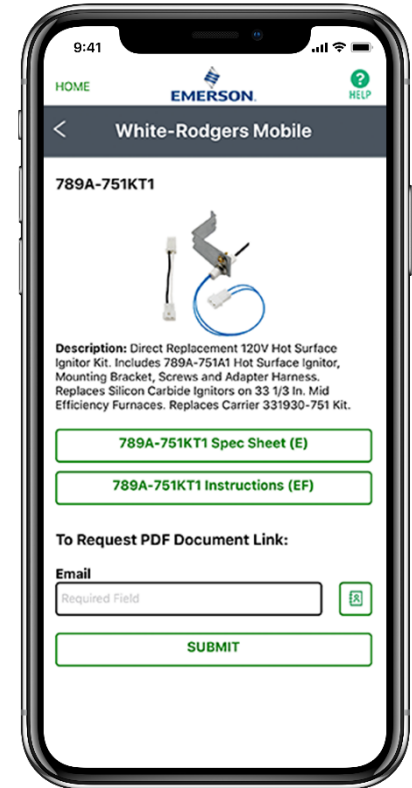 9:41
HOME
EMERSON
HELP
White-Rodgers Mobile
789A-751KT1
Description: Direct Replacement 120V Hot Surface
Ignitor Kit. Includes 789A-751A1 Hot Surface Ignitor,
Mounting Bracket, Screws and Adapter Harness.
Replaces Silicon Carbide Ignitors on 33 1/3 In. Mid
Efficiency Furnaces. Replaces Carrier 331930-751 Kit.
789A-751KT1 Spec Sheet (E)
789A-751KT1 Instructions (EF)
To Request PDF Document Link:
Email
Required Field
SUBMIT